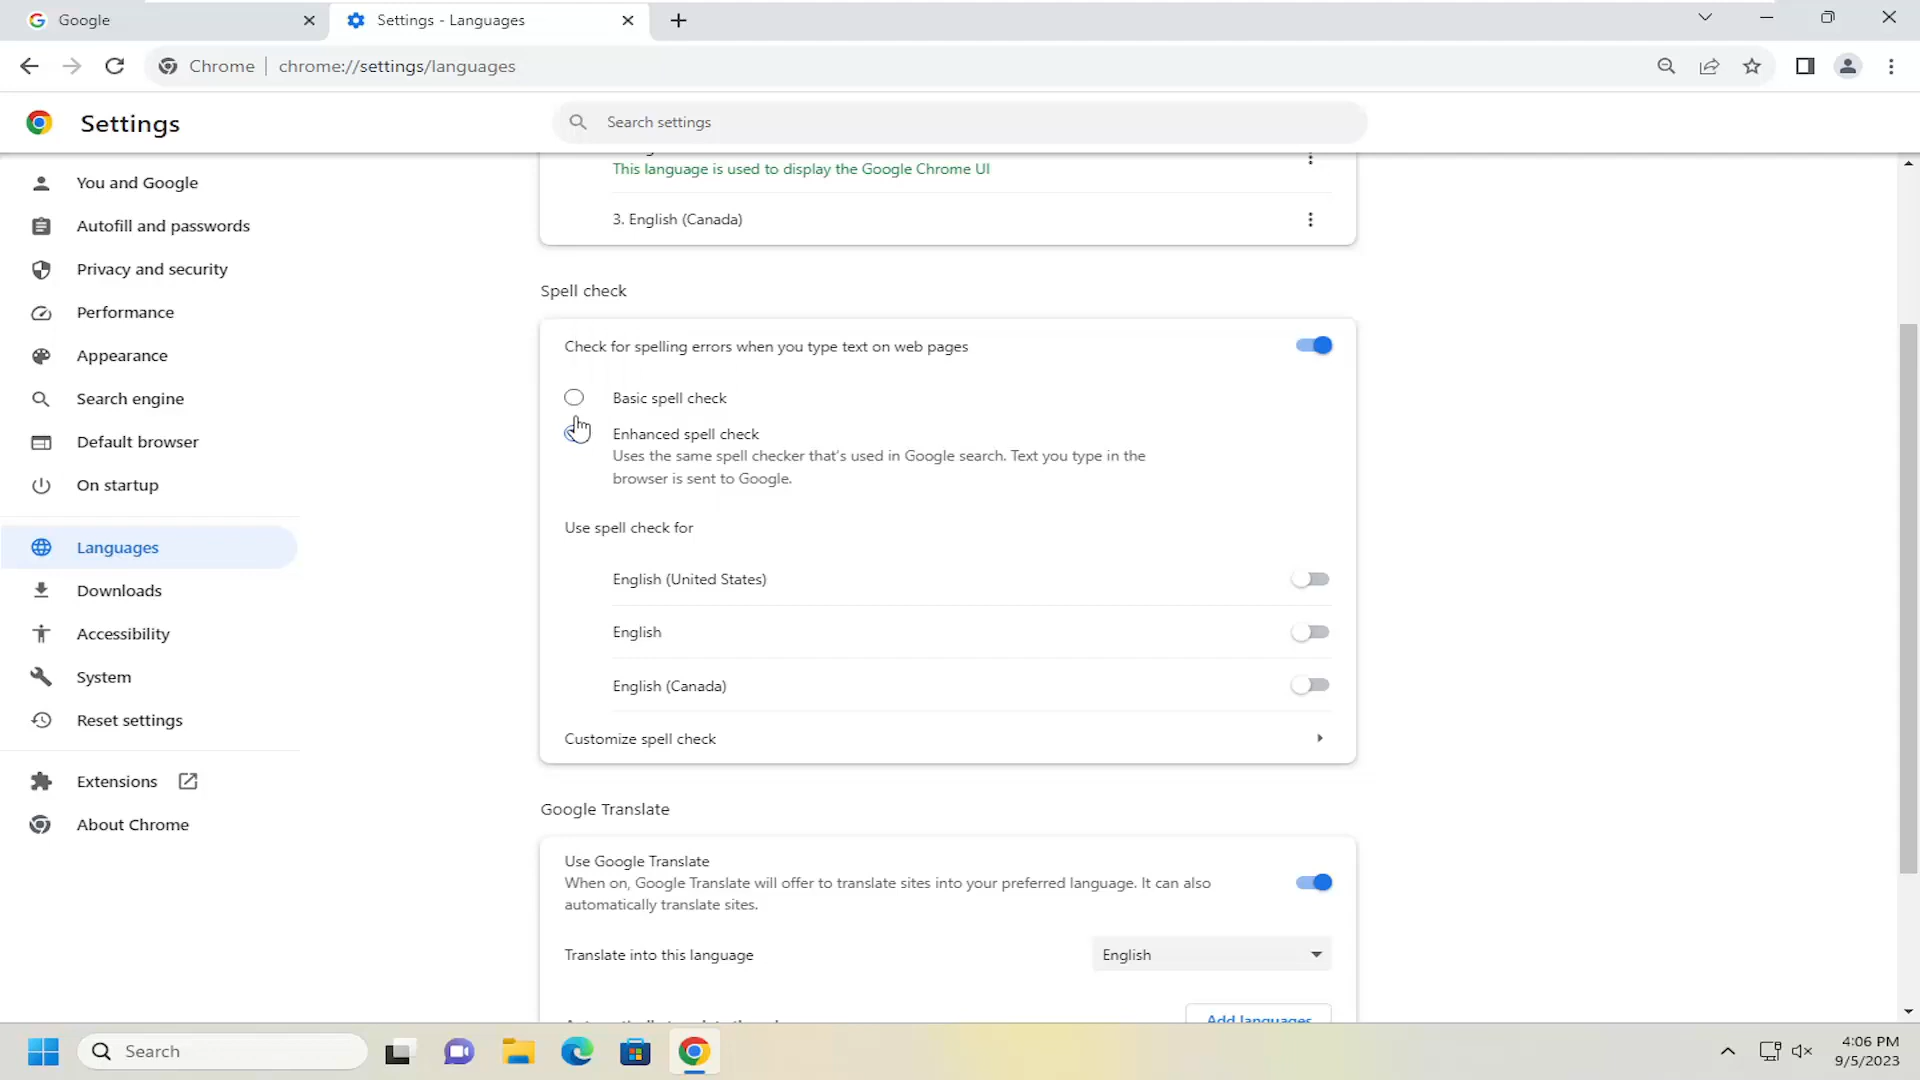 Google
Settings - Languages
Chrome
chrome://settings/languages
Settings
Search settings
You and Google
Autofill and passwords
Privacy and security
Performance
Appearance
Search engine
Default browser
On startup
Languages
Downloads
Accessibility
System
Reset settings
Extensions
About Chrome
This language is used to display the Google Chrome UI
3. English (Canada)
Spell check
Check for spelling errors when you type text on web pages
Basic spell check
Enhanced spell check
Uses the same spell checker that's used in Google search. Text you type in the
browser is sent to Google.
Use spell check for
English (United States)
English
English (Canada)
Customize spell check
Google Translate
Use Google Translate
When on, Google Translate will offer to translate sites into your preferred language. It can also
automatically translate sites.
Translate into this language
English
Add languages
Search
4:06 PM
9/5/2023